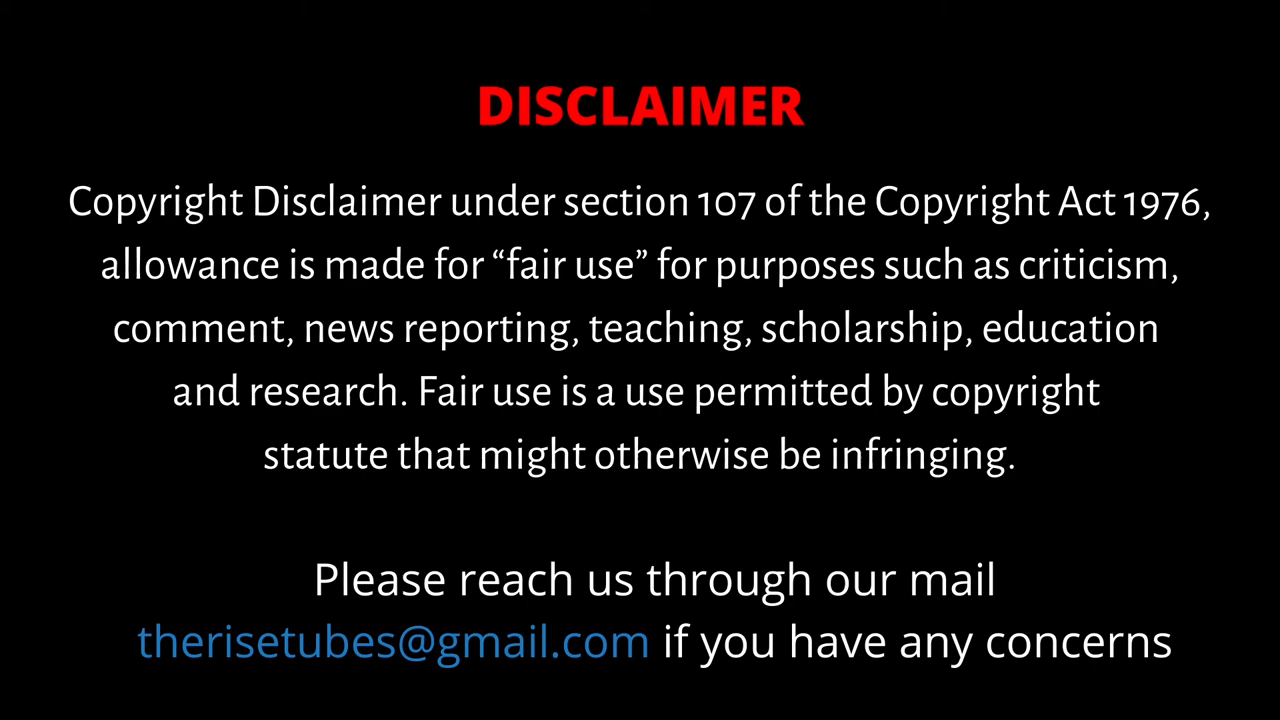 DISCLAIMER
Copyright Disclaimer under section 107 of the Copyright Act 1976,
allowance is made for “fair use” for purposes such as criticism,
comment, news reporting, teaching, scholarship, education
and research. Fair use is a use permitted by copyright
statute that might otherwise be infringing.
Please reach us through our mail
therisetubes@gmail.com if you have any concerns